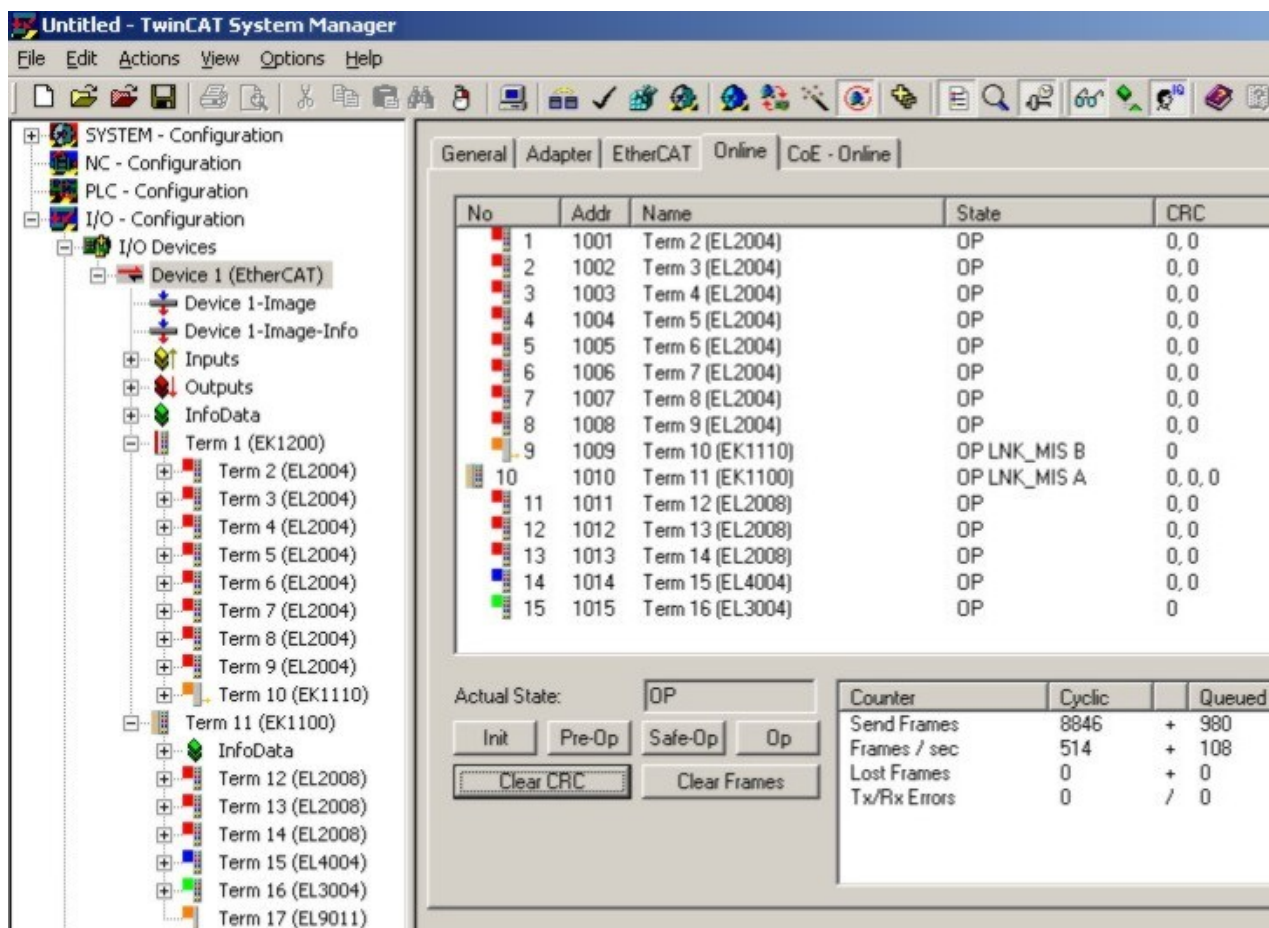 Untitled - TwinCAT System Manager
File Edit Actions View Options Help
SYSTEM - Configuration
NC - Configuration
PLC - Configuration
I/O - Configuration
I/O Devices
Device 1 (EtherCAT)
Device 1-Image
Device 1-Image-Info
Inputs
Outputs
InfoData
Term 1 (EK1200)
Term 2 (EL2004)
Term 3 (EL2004)
Term 4 (EL2004)
Term 5 (EL2004)
Term 6 (EL2004)
Term 7 (EL2004)
Term 8 (EL2004)
Term 9 (EL2004)
Term 10 (EK1110)
Term 11 (EK1100)
InfoData
Term 12 (EL2008)
Term 13 (EL2008)
Term 14 (EL2008)
Term 15 (EL4004)
Term 16 (EL3004)
Term 17 (EL9011)
General Adapter EtherCAT Online CoE - Online
No Addr Name State CRC
1 1001 Term 2 (EL2004) OP 0, 0
2 1002 Term 3 (EL2004) OP 0, 0
3 1003 Term 4 (EL2004) OP 0, 0
4 1004 Term 5 (EL2004) OP 0, 0
5 1005 Term 6 (EL2004) OP 0, 0
6 1006 Term 7 (EL2004) OP 0, 0
7 1007 Term 8 (EL2004) OP 0, 0
8 1008 Term 9 (EL2004) OP 0, 0
9 1009 Term 10 (EK1110) OP LNK_MIS B 0
10 1010 Term 11 (EK1100) OP LNK_MIS A 0, 0, 0
11 1011 Term 12 (EL2008) OP 0, 0
12 1012 Term 13 (EL2008) OP 0, 0
13 1013 Term 14 (EL2008) OP 0, 0
14 1014 Term 15 (EL4004) OP 0, 0
15 1015 Term 16 (EL3004) OP 0
Actual State: OP
Init Pre-Op Safe-Op Op
Clear CRC Clear Frames
Counter Cyclic Queued
Send Frames 8846 + 980
Frames / sec 514 + 108
Lost Frames 0 + 0
Tx/Rx Errors 0 / 0